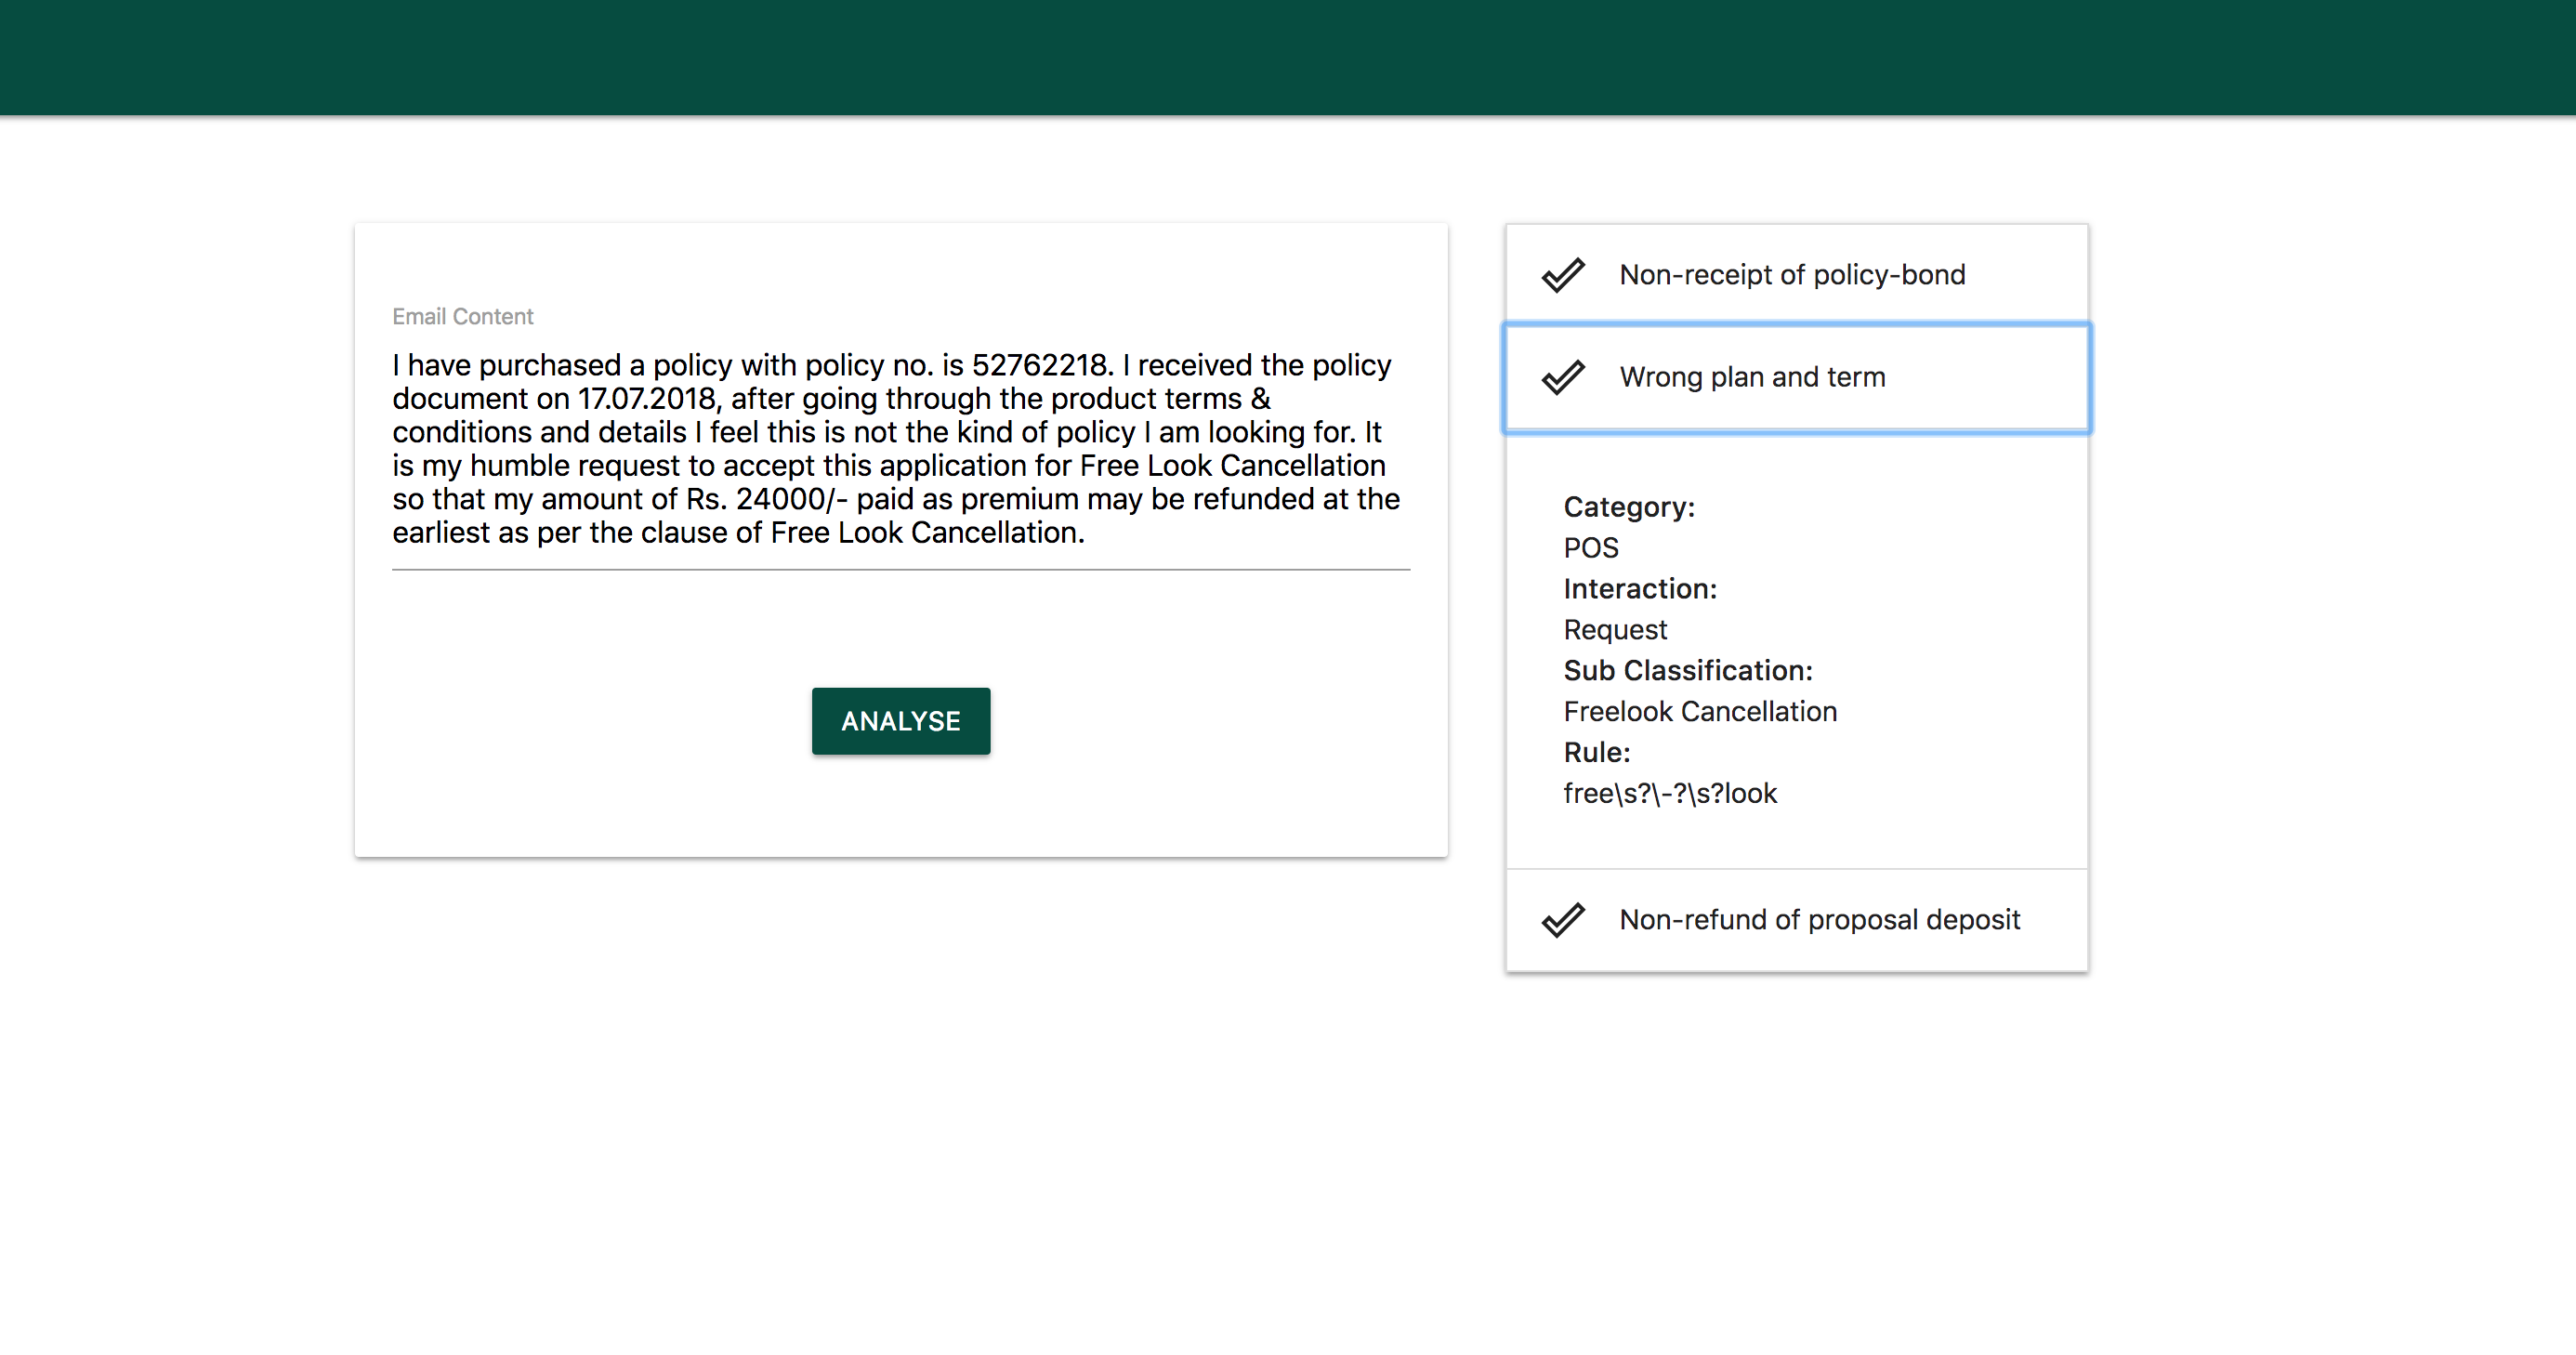 Email Content
I have purchased a policy with policy no. is 52762218. I received the policy
document on 17.07.2018, after going through the product terms &
conditions and details I feel this is not the kind of policy I am looking for. It
is my humble request to accept this application for Free Look Cancellation
so that my amount of Rs. 24000/- paid as premium may be refunded at the
earliest as per the clause of Free Look Cancellation.
ANALYSE
Non-receipt of policy-bond
Wrong plan and term
Category:
POS
Interaction:
Request
Sub Classification:
Freelook Cancellation
Rule:
free\s?\-?\s?look
Non-refund of proposal deposit